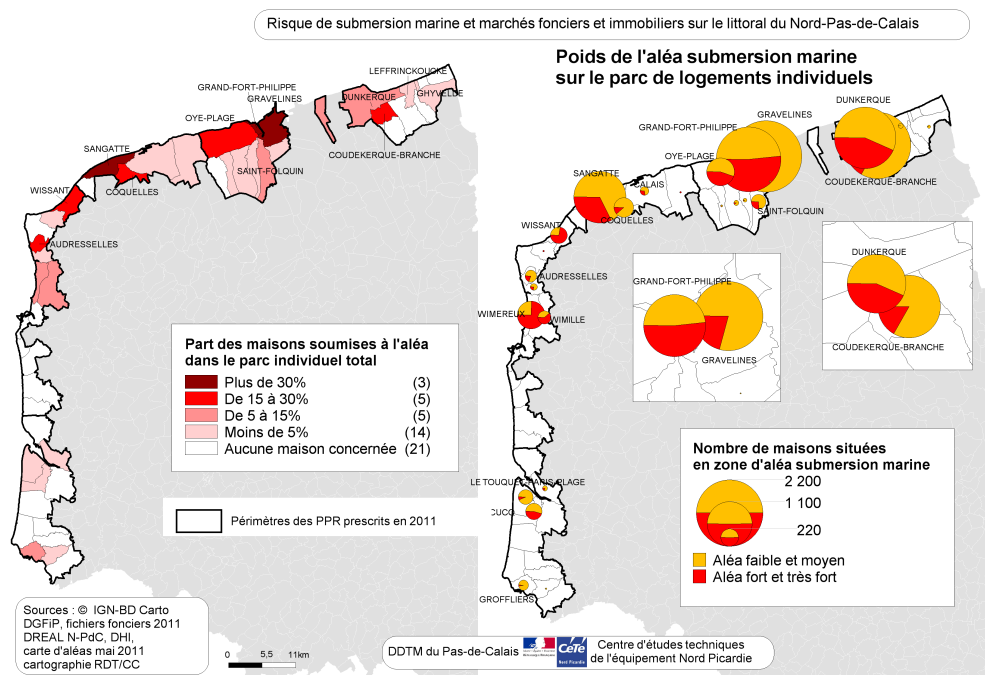 Risque de submersion marine et marchés fonciers et immobiliers sur le littoral du Nord-Pas-de-Calais
Poids de l'aléa submersion marine
sur le parc de logements individuels
LEFFRINCKOUCKE
GRAND-FORT-PHILIPPE
GRAVELINES
DUNKERQUE
GHYVELDE
OYE-PLAGE
COUDEKERQUE-BRANCHE
SANGATTE
SAINT-FOLQUIN
WISSANT
COQUELLES
AUDRESSELLES
Part des maisons soumises à l'aléa
dans le parc individuel total
Plus de 30% (3)
De 15 à 30% (5)
De 5 à 15% (5)
Moins de 5% (14)
Aucune maison concernée (21)
Périmètres des PPR prescrits en 2011
Sources : © IGN-BD Carto
DGFiP, fichiers fonciers 2011
DREAL N-PdC, DHI,
carte d'aléas mai 2011
cartographie RDT/CC
0 5,5 11km
DUNKERQUE
GRAVELINES
GRAND-FORT-PHILIPPE
OYE-PLAGE
COUDEKERQUE-BRANCHE
SANGATTE
CALAIS
COQUELLES
SAINT-FOLQUIN
WISSANT
AUDRESSELLES
WIMEREUX
WIMILLE
GRAND-FORT-PHILIPPE
GRAVELINES
DUNKERQUE
COUDEKERQUE-BRANCHE
LE TOUQUET-PARIS-PLAGE
CUCQ
GROFFLIERS
Nombre de maisons situées
en zone d'aléa submersion marine
2 200
1 100
220
Aléa faible et moyen
Aléa fort et très fort
DDTM du Pas-de-Calais
CeTe
Nord Picardie
Centre d'études techniques
de l'équipement Nord Picardie